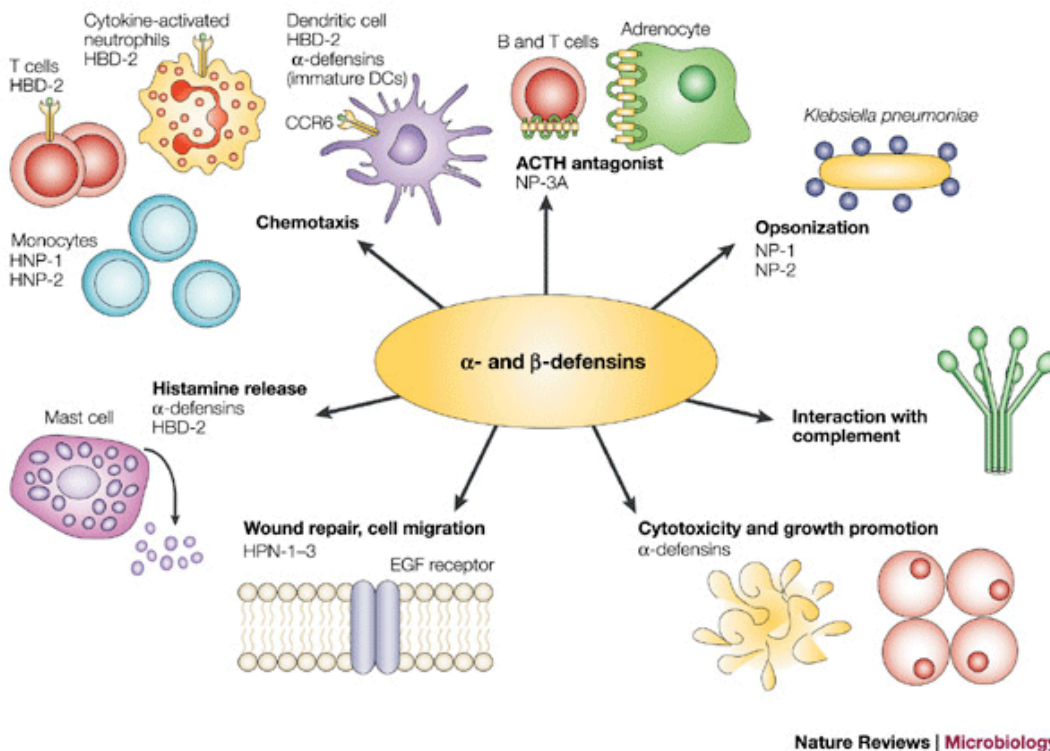 Cytokine-activated
neutrophils
HBD-2
T cells
HBD-2
Monocytes
HNP-1
HNP-2
Dendritic cell
HBD-2
α-defensins
(immature DCs)
CCR6
Chemotaxis
B and T cells
Adrenocyte
ACTH antagonist
NP-3A
Klebsiella pneumoniae
Opsonization
NP-1
NP-2
α- and β-defensins
Histamine release
α-defensins
HBD-2
Mast cell
Interaction with
complement
Wound repair, cell migration
HPN-1–3
EGF receptor
Cytotoxicity and growth promotion
α-defensins
Nature Reviews | Microbiology